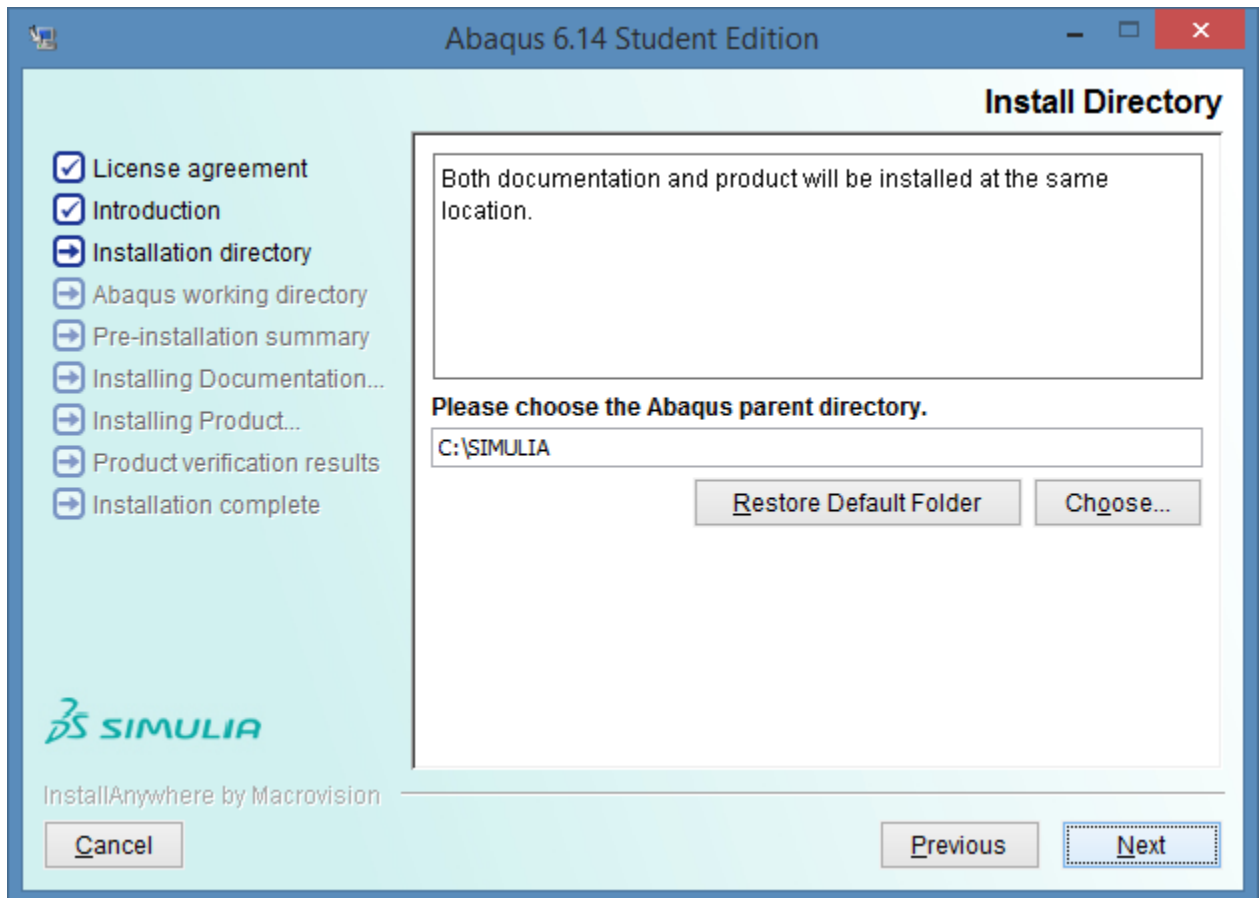 Abaqus 6.14 Student Edition
Install Directory
License agreement
Introduction
Installation directory
Abaqus working directory
Pre-installation summary
Installing Documentation...
Installing Product...
Product verification results
Installation complete
Both documentation and product will be installed at the same
location.
Please choose the Abaqus parent directory.
C:\SIMULIA
Restore Default Folder
Choose...
3DS SIMULIA
InstallAnywhere by Macrovision
Cancel
Previous
Next